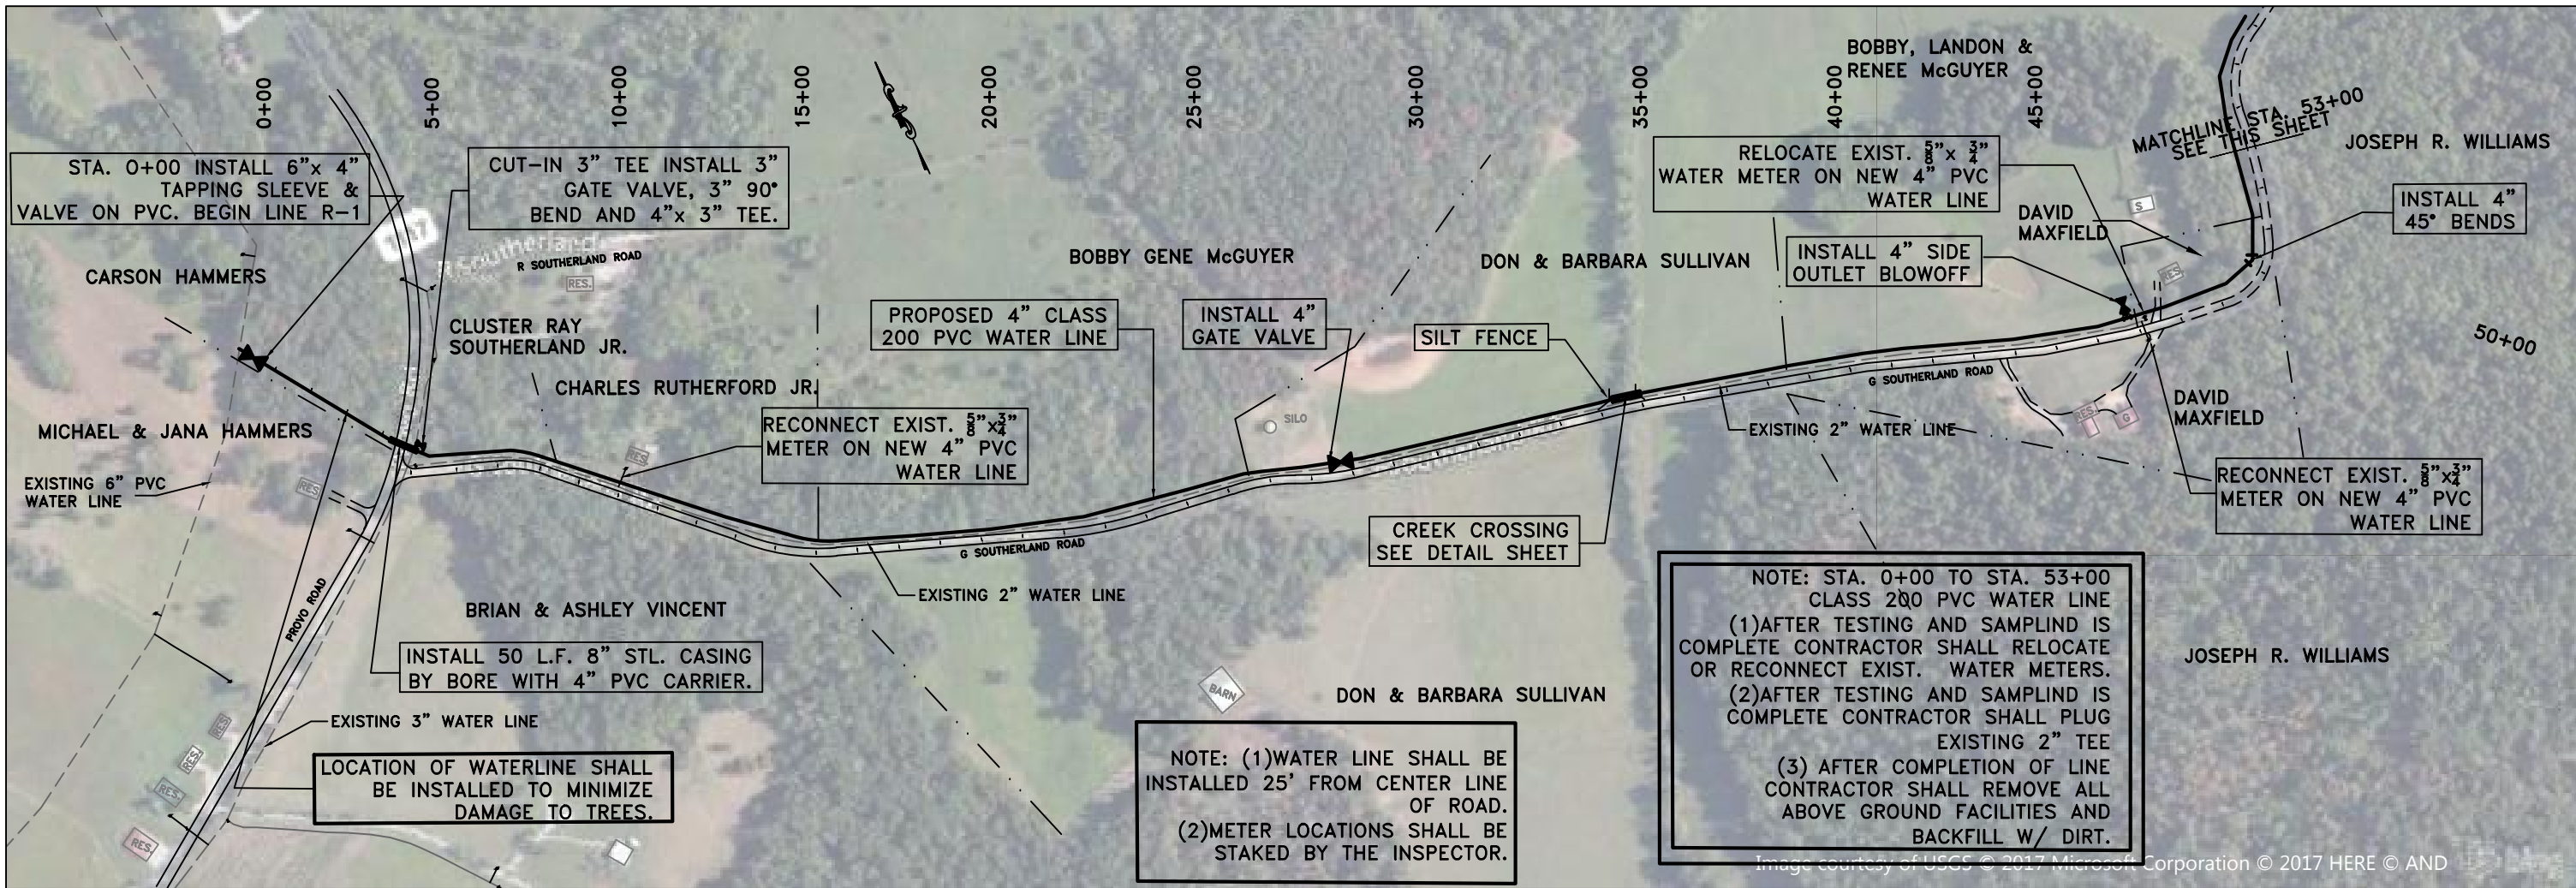 0+00
5+00
10+00
15+00
20+00
25+00
30+00
35+00
40+00
45+00
50+00
BOBBY, LANDON &
RENEE McGUYER
MATCHLINE STA. 53+00
SEE THIS SHEET
JOSEPH R. WILLIAMS
STA. 0+00 INSTALL 6”x 4”
TAPPING SLEEVE &
VALVE ON PVC. BEGIN LINE R-1
CUT-IN 3” TEE INSTALL 3”
GATE VALVE, 3” 90°
BEND AND 4”x 3” TEE.
RELOCATE EXIST. 5/8”x 3/4”
WATER METER ON NEW 4” PVC
WATER LINE
INSTALL 4”
45° BENDS
DAVID
MAXFIELD
S
R SOUTHERLAND ROAD
RES.
CARSON HAMMERS
BOBBY GENE McGUYER
DON & BARBARA SULLIVAN
INSTALL 4” SIDE
OUTLET BLOWOFF
RES
CLUSTER RAY
SOUTHERLAND JR.
PROPOSED 4” CLASS
200 PVC WATER LINE
INSTALL 4”
GATE VALVE
SILT FENCE
CHARLES RUTHERFORD JR.
RECONNECT EXIST. 5/8”x3/4”
METER ON NEW 4” PVC
WATER LINE
SILO
G SOUTHERLAND ROAD
EXISTING 2” WATER LINE
DAVID
MAXFIELD
RES.
G
MICHAEL & JANA HAMMERS
RES
EXISTING 6” PVC
WATER LINE
RES
RECONNECT EXIST. 5/8”x3/4”
METER ON NEW 4” PVC
WATER LINE
CREEK CROSSING
SEE DETAIL SHEET
G SOUTHERLAND ROAD
EXISTING 2” WATER LINE
PROVO ROAD
BRIAN & ASHLEY VINCENT
INSTALL 50 L.F. 8” STL. CASING
BY BORE WITH 4” PVC CARRIER.
BARN
DON & BARBARA SULLIVAN
JOSEPH R. WILLIAMS
EXISTING 3” WATER LINE
RES
RES.
RES.
RES.
LOCATION OF WATERLINE SHALL
BE INSTALLED TO MINIMIZE
DAMAGE TO TREES.
NOTE: (1)WATER LINE SHALL BE
INSTALLED 25’ FROM CENTER LINE
OF ROAD.
(2)METER LOCATIONS SHALL BE
STAKED BY THE INSPECTOR.
NOTE: STA. 0+00 TO STA. 53+00
CLASS 200 PVC WATER LINE
(1)AFTER TESTING AND SAMPLIND IS
COMPLETE CONTRACTOR SHALL RELOCATE
OR RECONNECT EXIST. WATER METERS.
(2)AFTER TESTING AND SAMPLIND IS
COMPLETE CONTRACTOR SHALL PLUG
EXISTING 2” TEE
(3) AFTER COMPLETION OF LINE
CONTRACTOR SHALL REMOVE ALL
ABOVE GROUND FACILITIES AND
BACKFILL W/ DIRT.
Image courtesy of USGS © 2017 Microsoft Corporation © 2017 HERE © AND